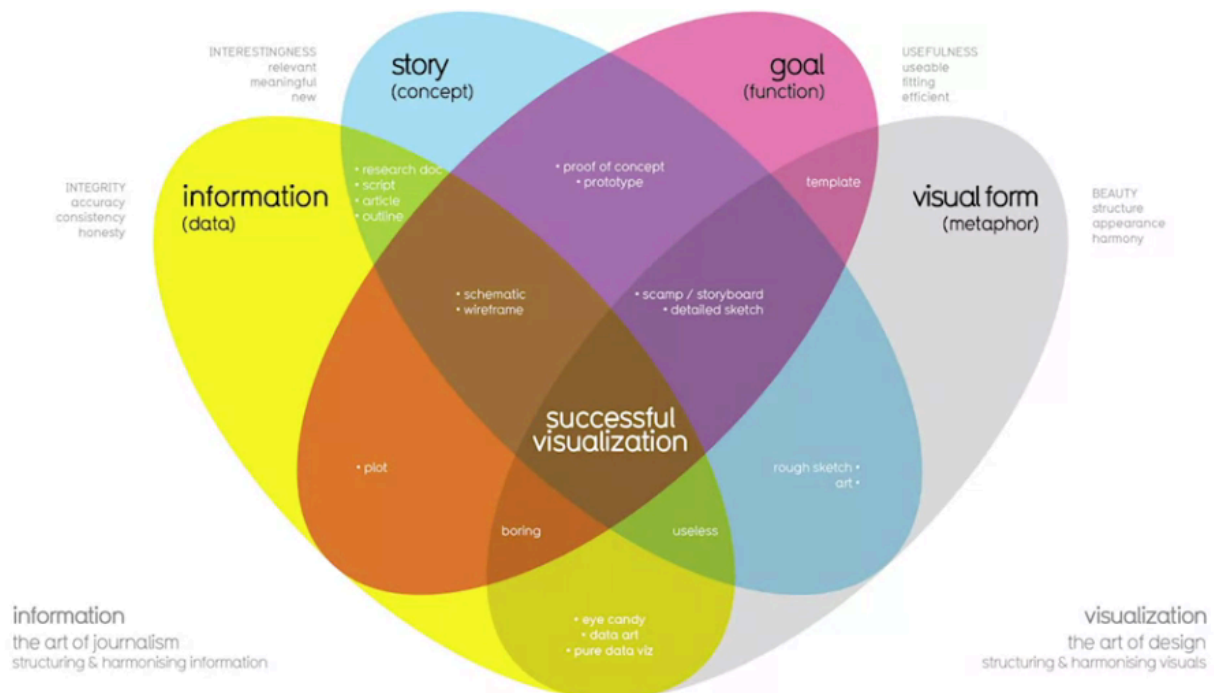 INTERESTINGNESS
relevant
meaningful
new
story
(concept)
goal
(function)
USEFULNESS
useable
fitting
efficient
INTEGRITY
accuracy
consistency
honesty
information
(data)
• research doc
• script
• article
• outline
• proof of concept
• prototype
template
visual form
(metaphor)
BEAUTY
structure
appearance
harmony
• schematic
• wireframe
• scamp / storyboard
• detailed sketch
successful
visualization
• plot
rough sketch •
art •
boring
useless
• eye candy
• data art
• pure data viz
information
the art of journalism
structuring & harmonising information
visualization
the art of design
structuring & harmonising visuals